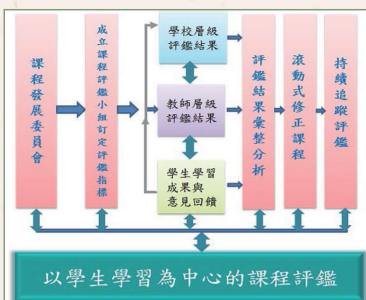 課程發展委員會
成立課程評鑑小組訂定評鑑指標
學校層級
評鑑結果
教師層級
評鑑結果
學生學習
成果與
意見回饋
評鑑結果彙整分析
滾動式修正課程
持續追蹤評鑑
以學生學習為中心的課程評鑑